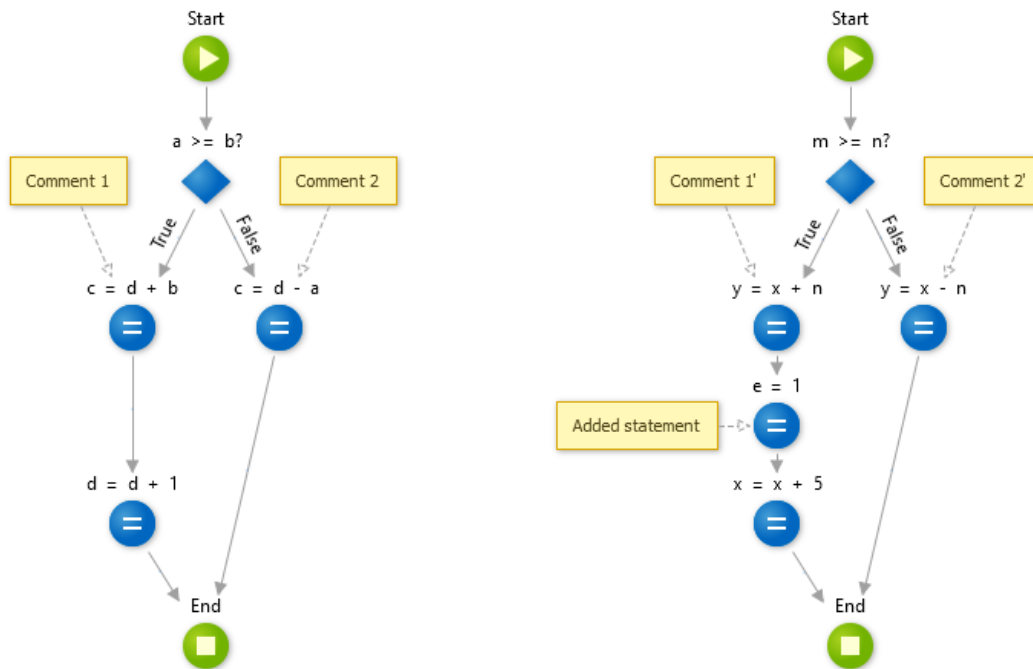 Start
a >= b?
Comment 1
Comment 2
True
False
c = d + b
c = d - a
d = d + 1
End
Start
m >= n?
Comment 1'
Comment 2'
True
False
y = x + n
y = x - n
e = 1
Added statement
x = x + 5
End